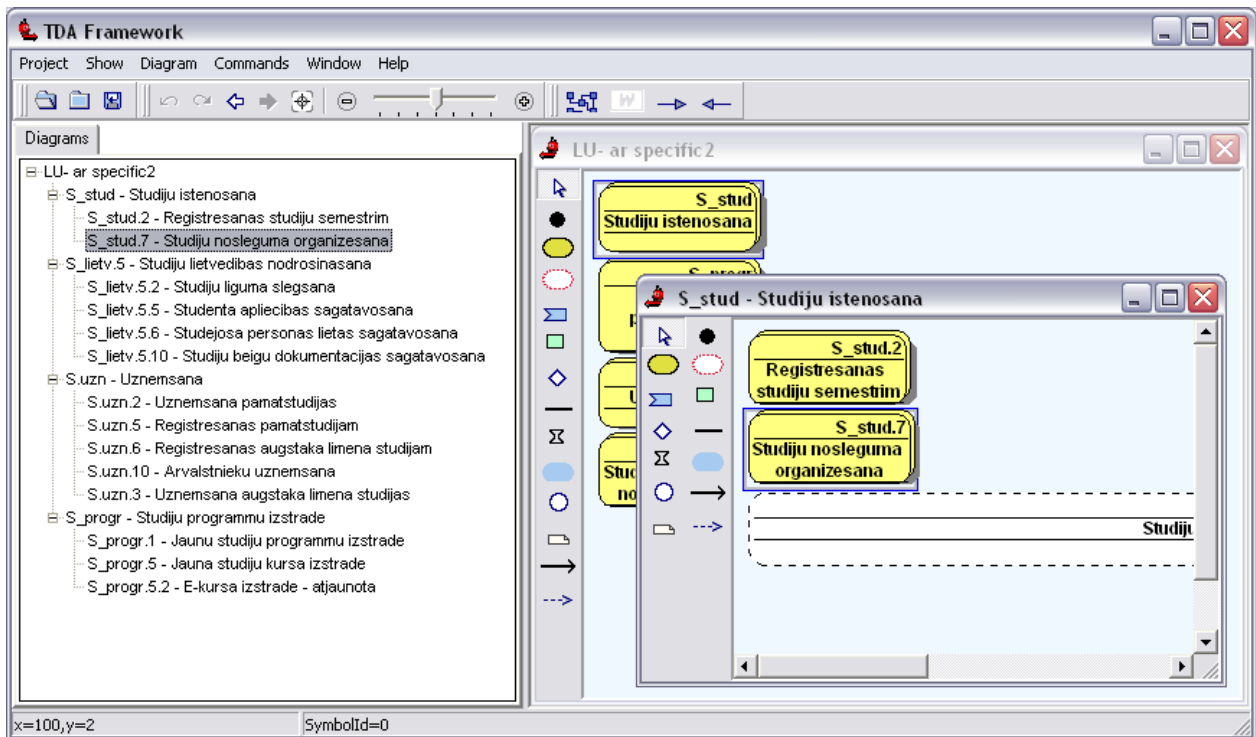 TDA Framework
Project Show Diagram Commands Window Help
W
Diagrams
LU- ar specific2
S_stud - Studiju istenosana
S_stud.2 - Registresanas studiju semestrim
S_stud.7 - Studiju nosleguma organizesana
S_lietv.5 - Studiju lietvedibas nodrosinasana
S_lietv.5.2 - Studiju liguma slegsana
S_lietv.5.5 - Studenta apliecibas sagatavosana
S_lietv.5.6 - Studejosa personas lietas sagatavosana
S_lietv.5.10 - Studiju beigu dokumentacijas sagatavosana
S.uzn - Uznemsana
S.uzn.2 - Uznemsana pamatstudijas
S.uzn.5 - Registresanas pamatstudijam
S.uzn.6 - Registresanas augstaka limena studijam
S.uzn.10 - Arvalstnieku uznemsana
S.uzn.3 - Uznemsana augstaka limena studijas
S_progr - Studiju programmu izstrade
S_progr.1 - Jaunu studiju programmu izstrade
S_progr.5 - Jauna studiju kursa izstrade
S_progr.5.2 - E-kursa izstrade - atjaunota
LU- ar specific2
S_stud
Studiju istenosana
S_stud - Studiju istenosana
S_stud.2
Registresanas
studiju semestrim
S_stud.7
Studiju nosleguma
organizesana
Studiju
x=100,y=2
SymbolId=0